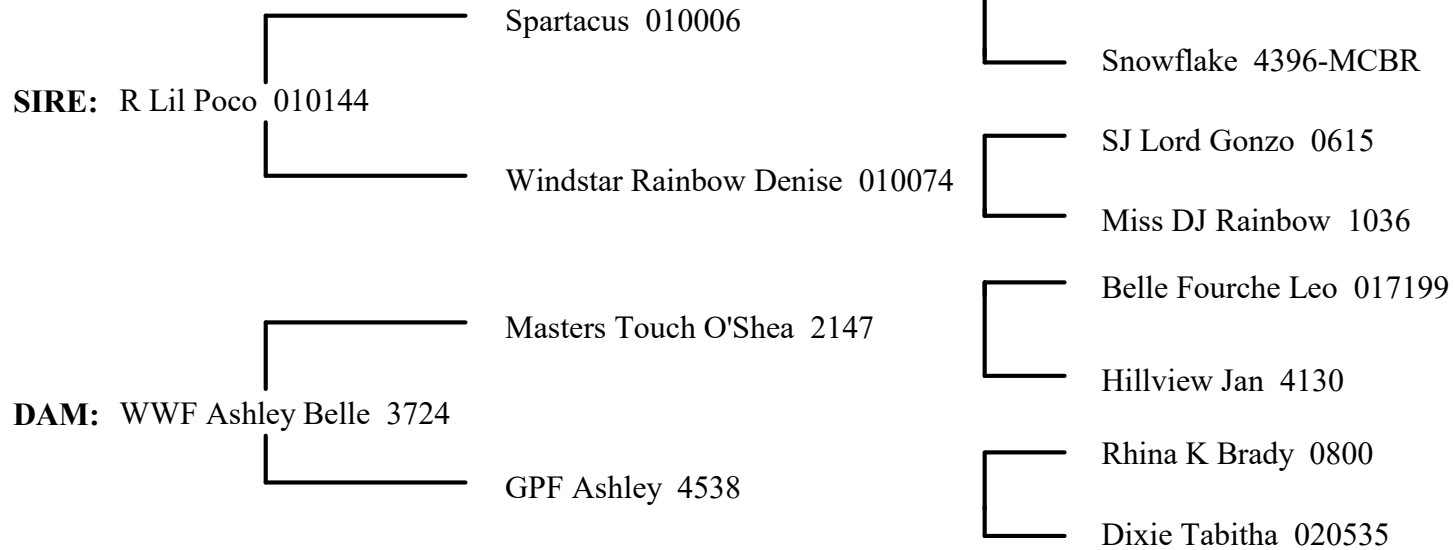 Spartacus 010006
Snowflake 4396-MCBR
SIRE: R Lil Poco 010144
SJ Lord Gonzo 0615
Windstar Rainbow Denise 010074
Miss DJ Rainbow 1036
Belle Fourche Leo 017199
Masters Touch O'Shea 2147
Hillview Jan 4130
DAM: WWF Ashley Belle 3724
Rhina K Brady 0800
GPF Ashley 4538
Dixie Tabitha 020535